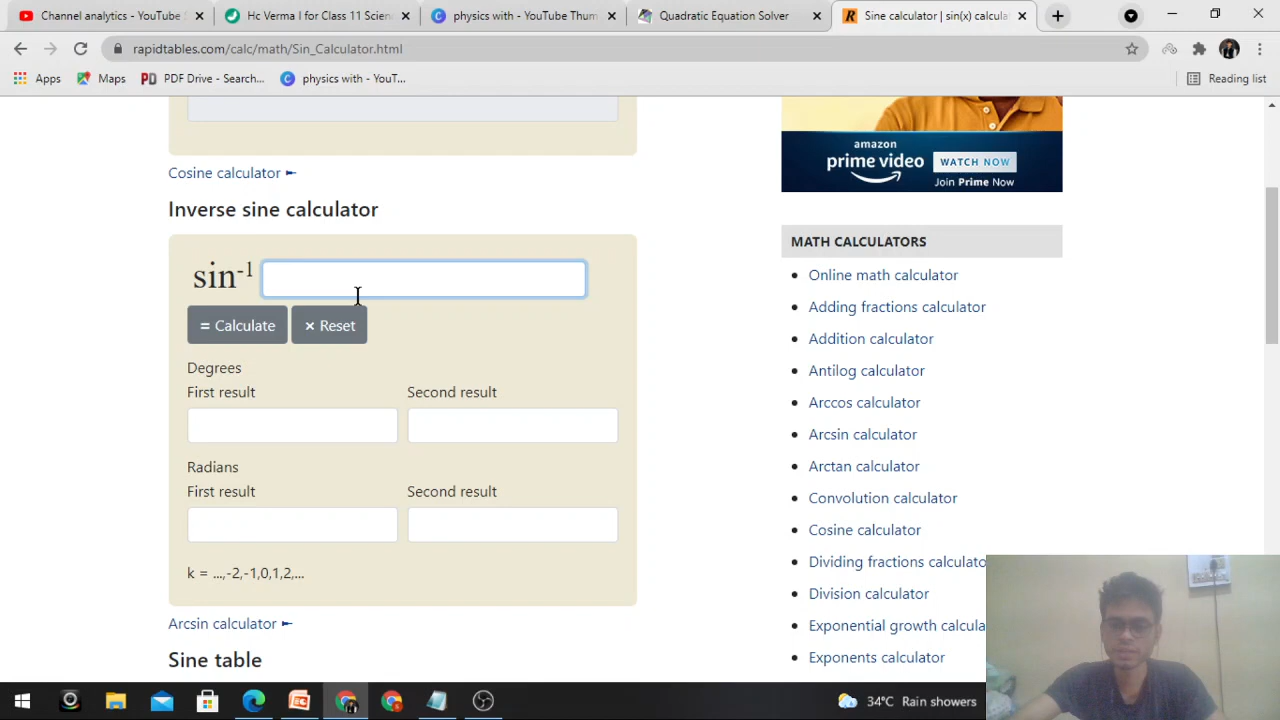 Channel analytics - YouTube S
Hc Verma I for Class 11 Scien
physics with - YouTube Thum
Quadratic Equation Solver
Sine calculator | sin(x) calcula
rapidtables.com/calc/math/Sin_Calculator.html
Apps
Maps
PDF Drive - Search...
physics with - YouT...
Reading list
Cosine calculator ►
Inverse sine calculator
sin-1
= Calculate
× Reset
Degrees
First result
Second result
Radians
First result
Second result
k = ...,-2,-1,0,1,2,...
Arcsin calculator ►
Sine table
amazon
prime video
WATCH NOW
Join Prime Now
MATH CALCULATORS
Online math calculator
Adding fractions calculator
Addition calculator
Antilog calculator
Arccos calculator
Arcsin calculator
Arctan calculator
Convolution calculator
Cosine calculator
Dividing fractions calculato
Division calculator
Exponential growth calcula
Exponents calculator
34°C Rain showers